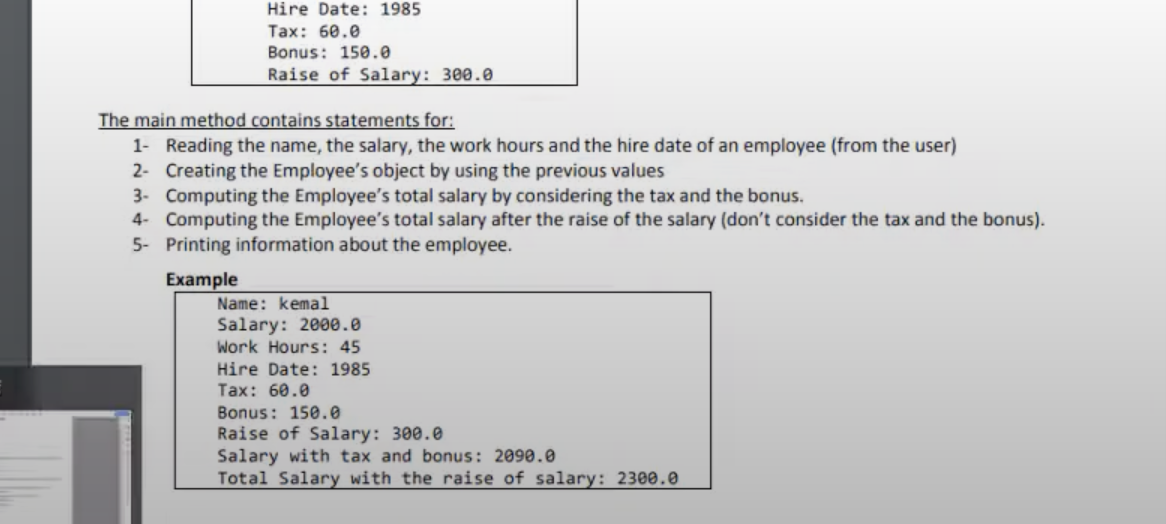 Hire Date: 1985
Tax: 60.0
Bonus: 150.0
Raise of Salary: 300.0
The main method contains statements for:
1- Reading the name, the salary, the work hours and the hire date of an employee (from the user)
2- Creating the Employee’s object by using the previous values
3- Computing the Employee’s total salary by considering the tax and the bonus.
4- Computing the Employee’s total salary after the raise of the salary (don’t consider the tax and the bonus).
5- Printing information about the employee.
Example
Name: kemal
Salary: 2000.0
Work Hours: 45
Hire Date: 1985
Tax: 60.0
Bonus: 150.0
Raise of Salary: 300.0
Salary with tax and bonus: 2090.0
Total Salary with the raise of salary: 2300.0